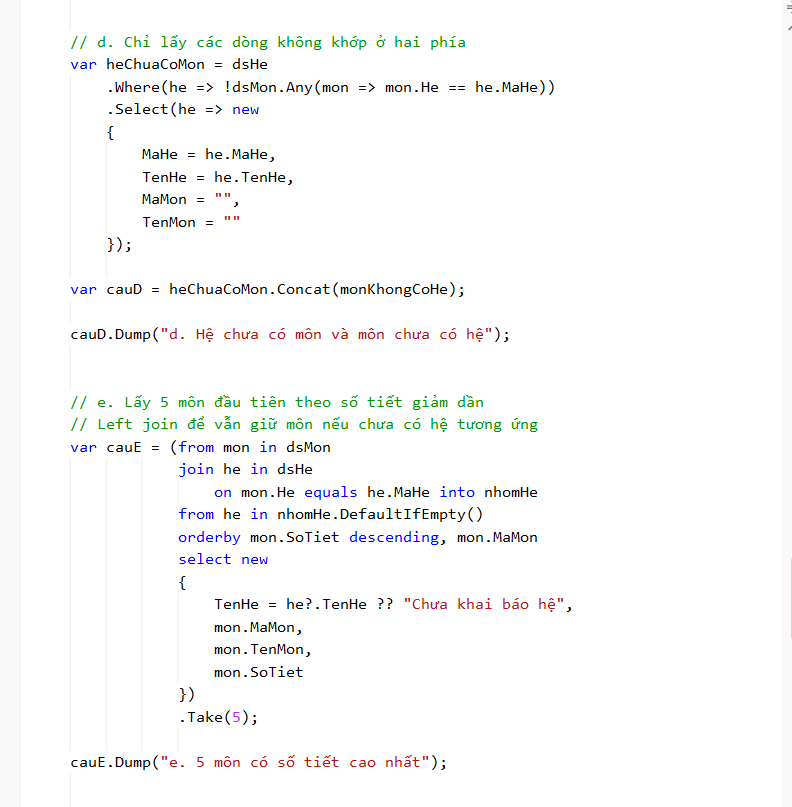 // d. Chỉ lấy các dòng không khớp ở hai phía
var heChuaCoMon = dsHe
.Where(he => !dsMon.Any(mon => mon.He == he.MaHe))
.Select(he => new
{
MaHe = he.MaHe,
TenHe = he.TenHe,
MaMon = "",
TenMon = ""
});
var cauD = heChuaCoMon.Concat(monKhongCoHe);
cauD.Dump("d. Hệ chưa có môn và môn chưa có hệ");
// e. Lấy 5 môn đầu tiên theo số tiết giảm dần
// Left join để vẫn giữ môn nếu chưa có hệ tương ứng
var cauE = (from mon in dsMon
join he in dsHe
on mon.He equals he.MaHe into nhomHe
from he in nhomHe.DefaultIfEmpty()
orderby mon.SoTiet descending, mon.MaMon
select new
{
TenHe = he?.TenHe ?? "Chưa khai báo hệ",
mon.MaMon,
mon.TenMon,
mon.SoTiet
})
.Take(5);
cauE.Dump("e. 5 môn có số tiết cao nhất");